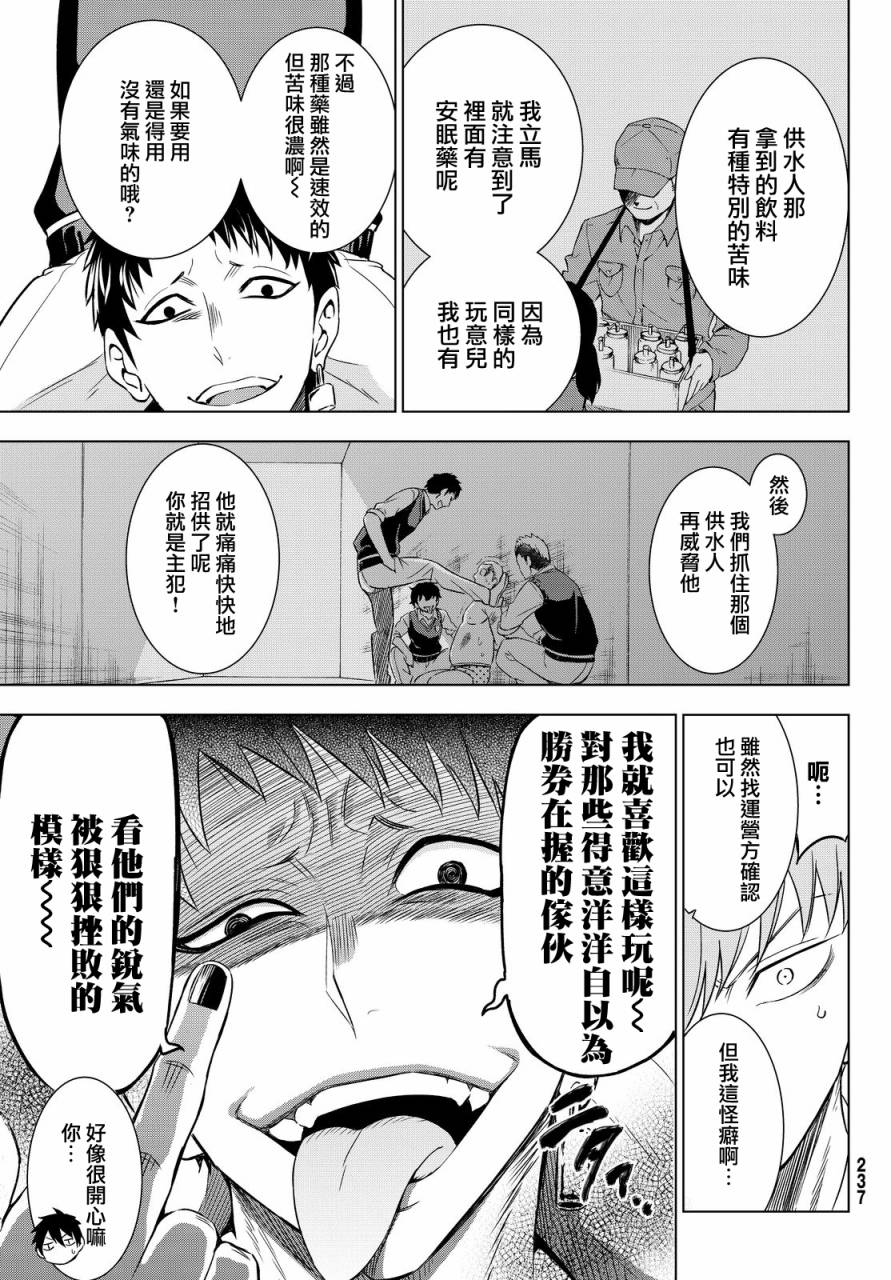 供水人那
拿到的飲料
有種特別的苦味
我立馬
就注意到了
裡面有
安眠藥呢
因為
同樣的
玩意兒
我也有
不過
那種藥雖然是速效的
但苦味很濃啊~
如果要用
還是得用
沒有氣味的哦?
然後
我們抓住那個
供水人
再威脅他
他就痛痛快快地
招供了呢
你就是主犯!
呃…
雖然找運營方確認
也可以
但我這怪癖啊…
我就喜歡這樣玩呢~
對那些得意洋洋自以為
勝券在握的傢伙
看他們的銳氣
被狠狠挫敗的
模樣~~
ニタァ…
好像很開心嘛
你…
237